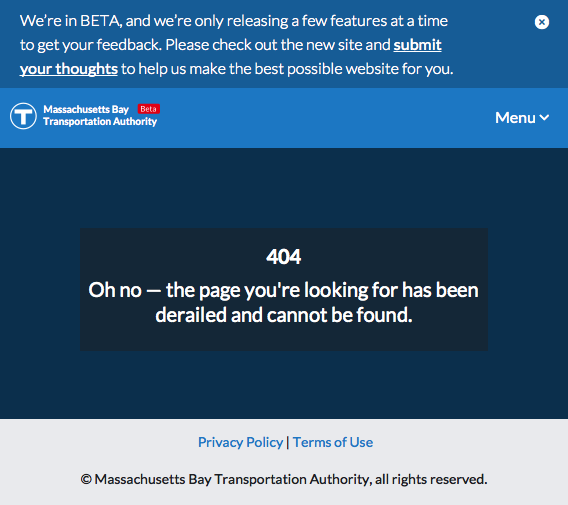 We're in BETA, and we're only releasing a few features at a time
to get your feedback. Please check out the new site and submit
your thoughts to help us make the best possible website for you.
T
Massachusetts Bay Beta
Transportation Authority
Menu
404
Oh no — the page you're looking for has been
derailed and cannot be found.
Privacy Policy | Terms of Use
© Massachusetts Bay Transportation Authority, all rights reserved.